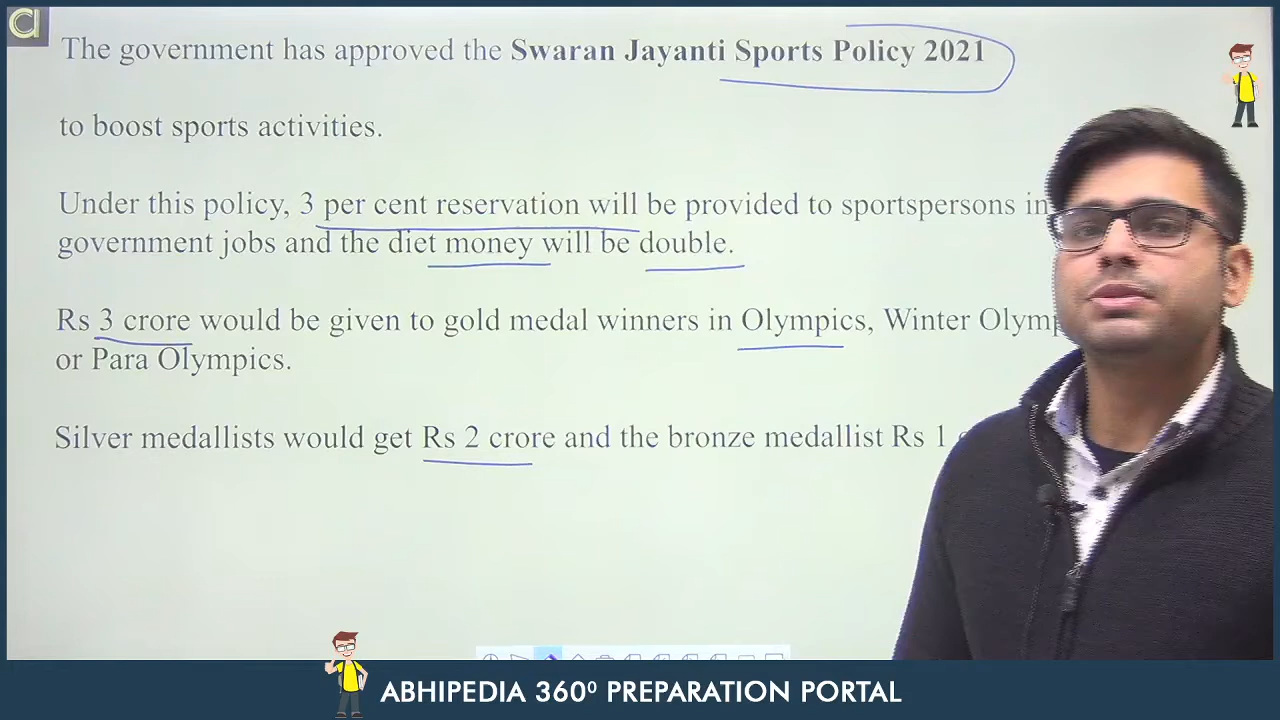 The government has approved the Swaran Jayanti Sports Policy 2021
to boost sports activities.
Under this policy, 3 per cent reservation will be provided to sportspersons in
government jobs and the diet money will be double.
Rs 3 crore would be given to gold medal winners in Olympics, Winter
or Para Olympics.
Silver medallists would get Rs 2 crore and the bronze medallist Rs 1
ABHIPEDIA 360⁰ PREPARATION PORTAL